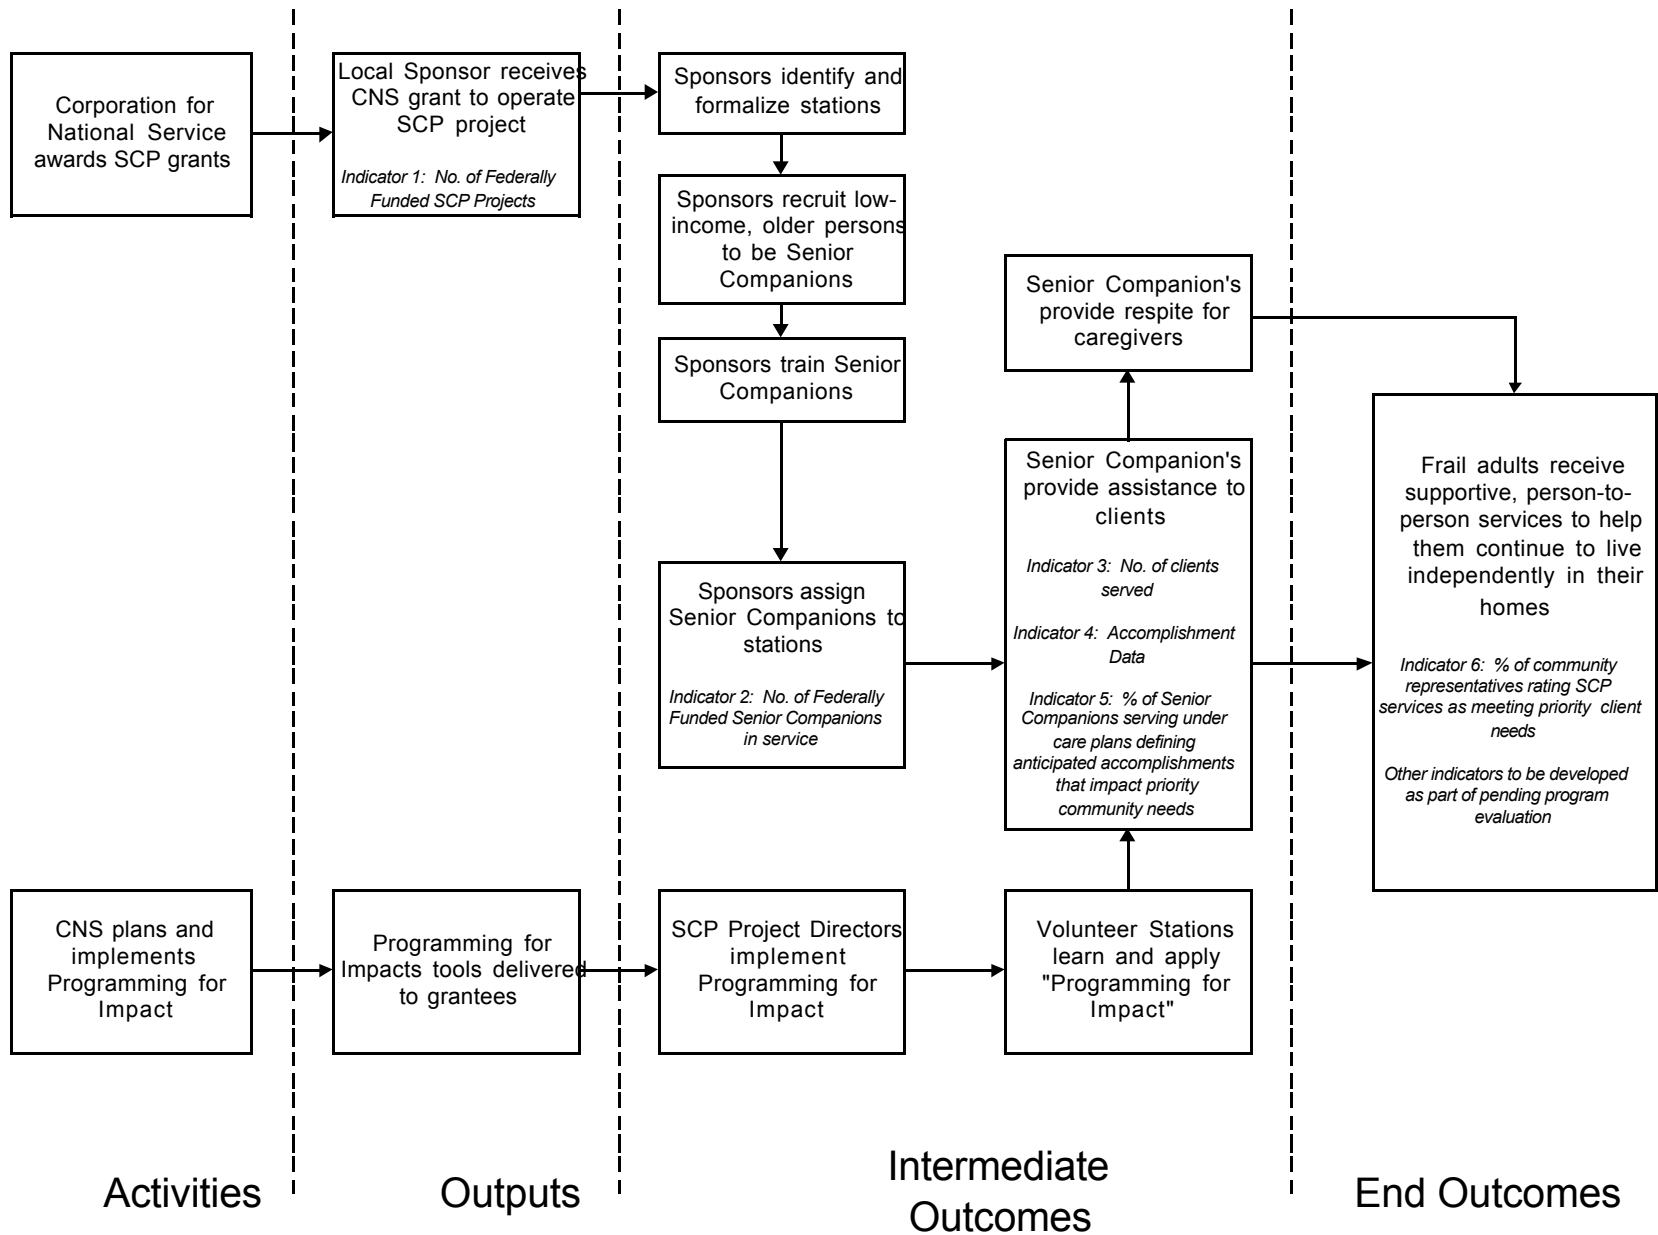 Corporation for
National Service
awards SCP grants
Local Sponsor receives
CNS grant to operate
SCP project
Indicator 1: No. of Federally
Funded SCP Projects
Sponsors identify and
formalize stations
Sponsors recruit low-
income, older persons
to be Senior
Companions
Sponsors train Senior
Companions
Sponsors assign
Senior Companions to
stations
Indicator 2: No. of Federally
Funded Senior Companions
in service
Senior Companion's
provide respite for
caregivers
Senior Companion's
provide assistance to
clients
Indicator 3: No. of clients
served
Indicator 4: Accomplishment
Data
Indicator 5: % of Senior
Companions serving under
care plans defining
anticipated accomplishments
that impact priority
community needs
Frail adults receive
supportive, person-to-
person services to help
them continue to live
independently in their
homes
Indicator 6: % of community
representatives rating SCP
services as meeting priority client
needs
Other indicators to be developed
as part of pending program
evaluation
CNS plans and
implements
Programming for
Impact
Programming for
Impacts tools delivered
to grantees
SCP Project Directors
implement
Programming for
Impact
Volunteer Stations
learn and apply
"Programming for
Impact"
Activities
Outputs
Intermediate
Outcomes
End Outcomes